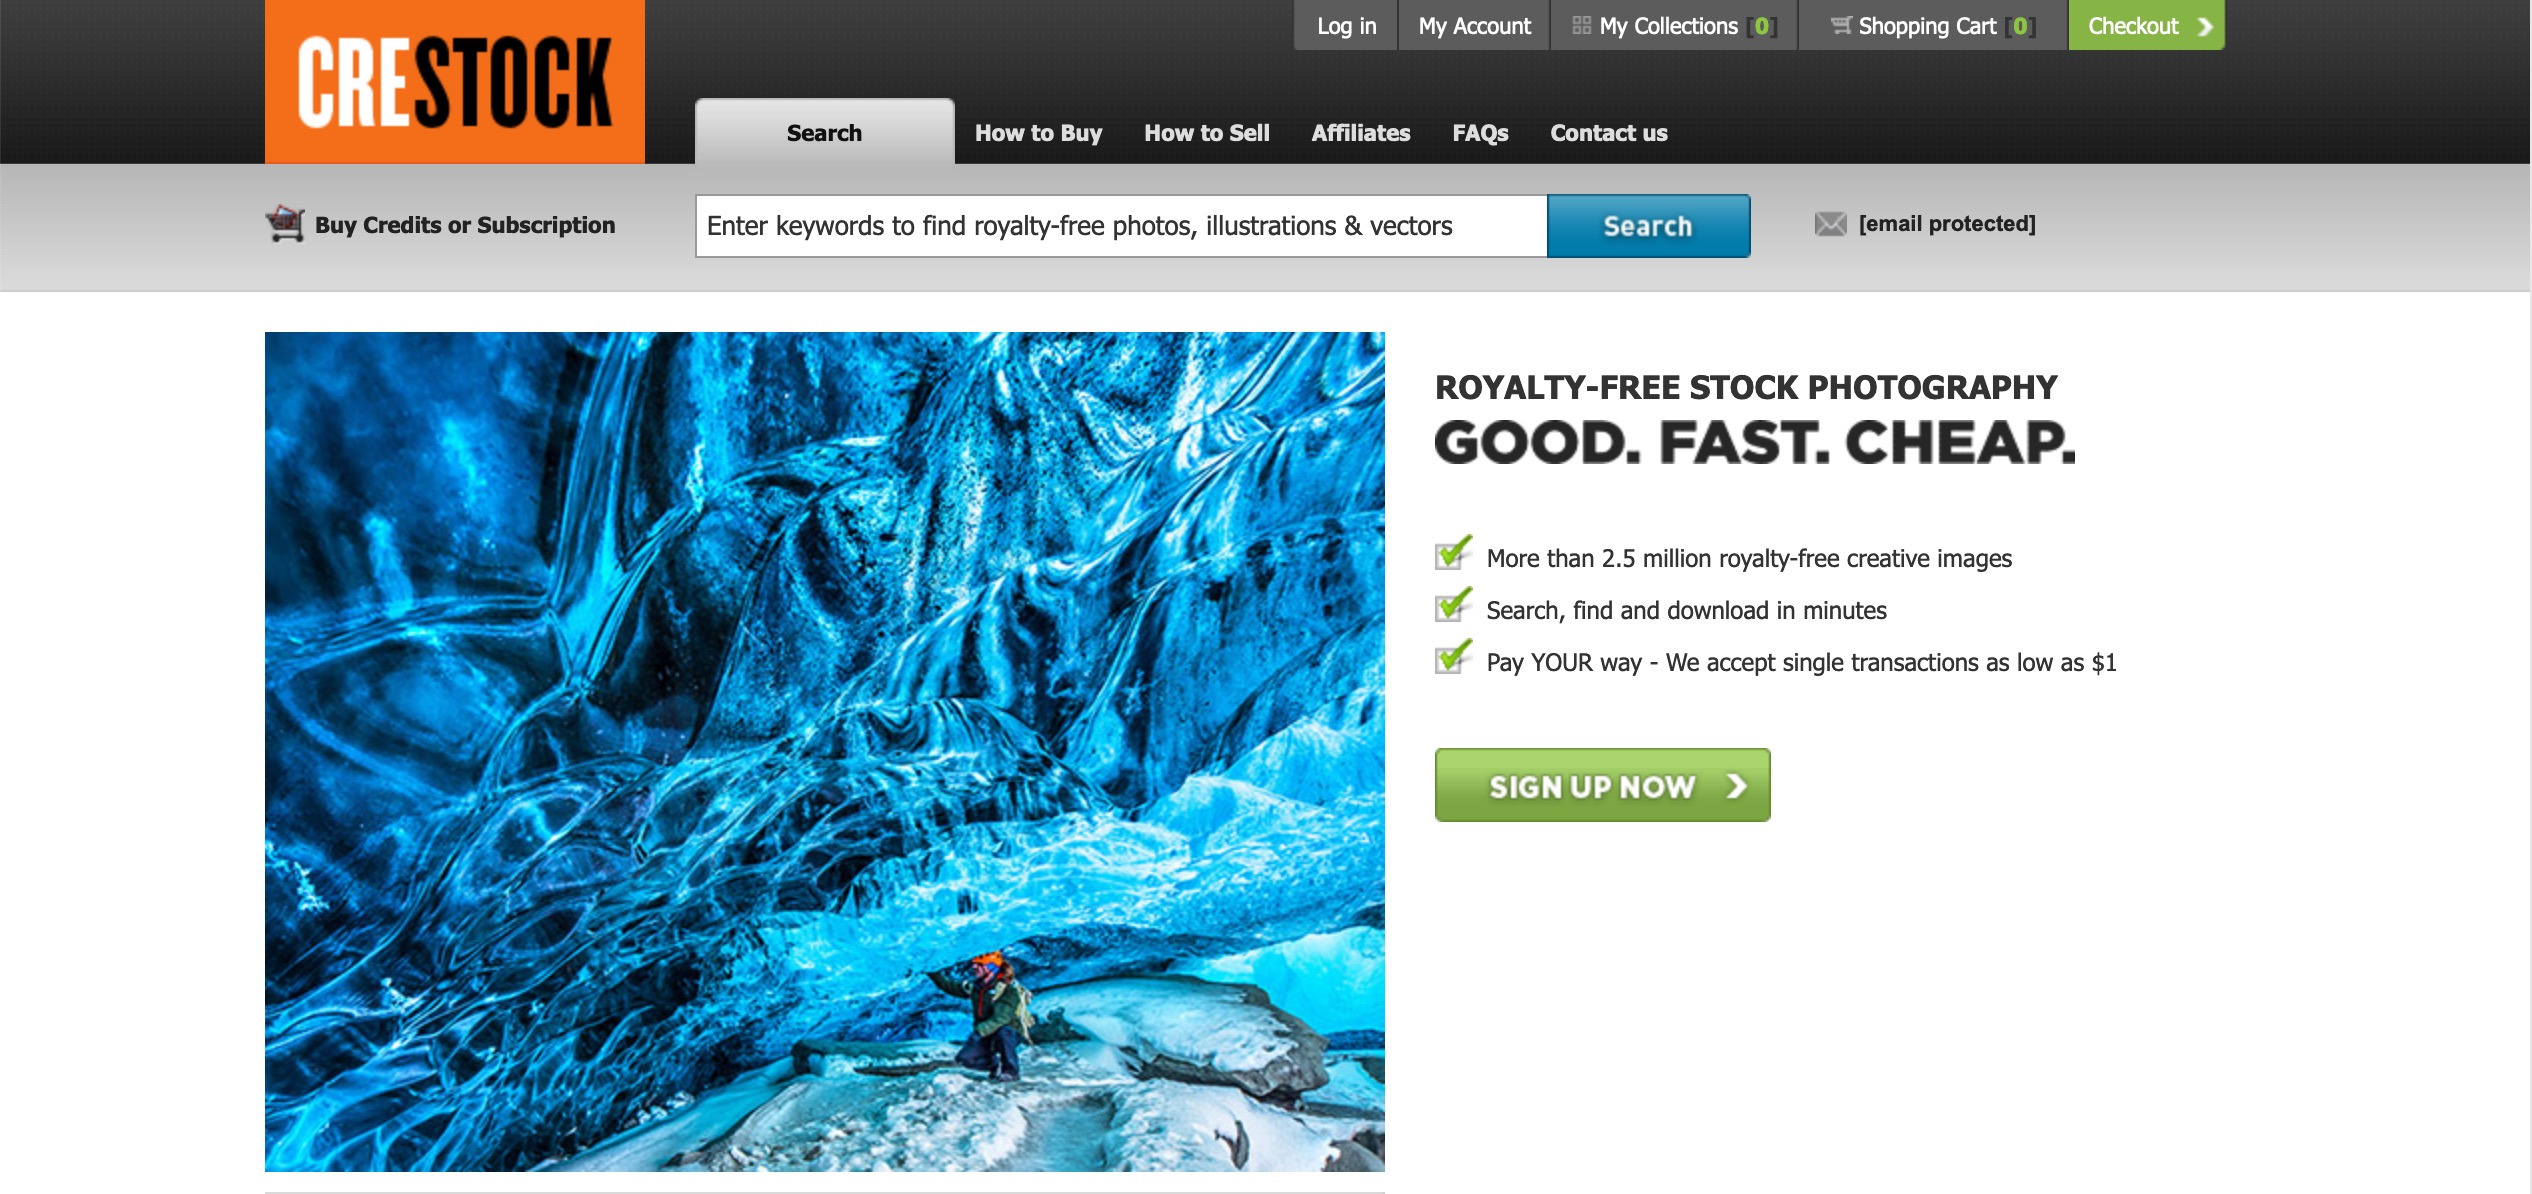 CRESTOCK
Log in
My Account
My Collections [0]
Shopping Cart [0]
Checkout
Search
How to Buy
How to Sell
Affiliates
FAQs
Contact us
Buy Credits or Subscription
Enter keywords to find royalty-free photos, illustrations & vectors
Search
[email protected]
ROYALTY-FREE STOCK PHOTOGRAPHY
GOOD. FAST. CHEAP.
More than 2.5 million royalty-free creative images
Search, find and download in minutes
Pay YOUR way - We accept single transactions as low as $1
SIGN UP NOW